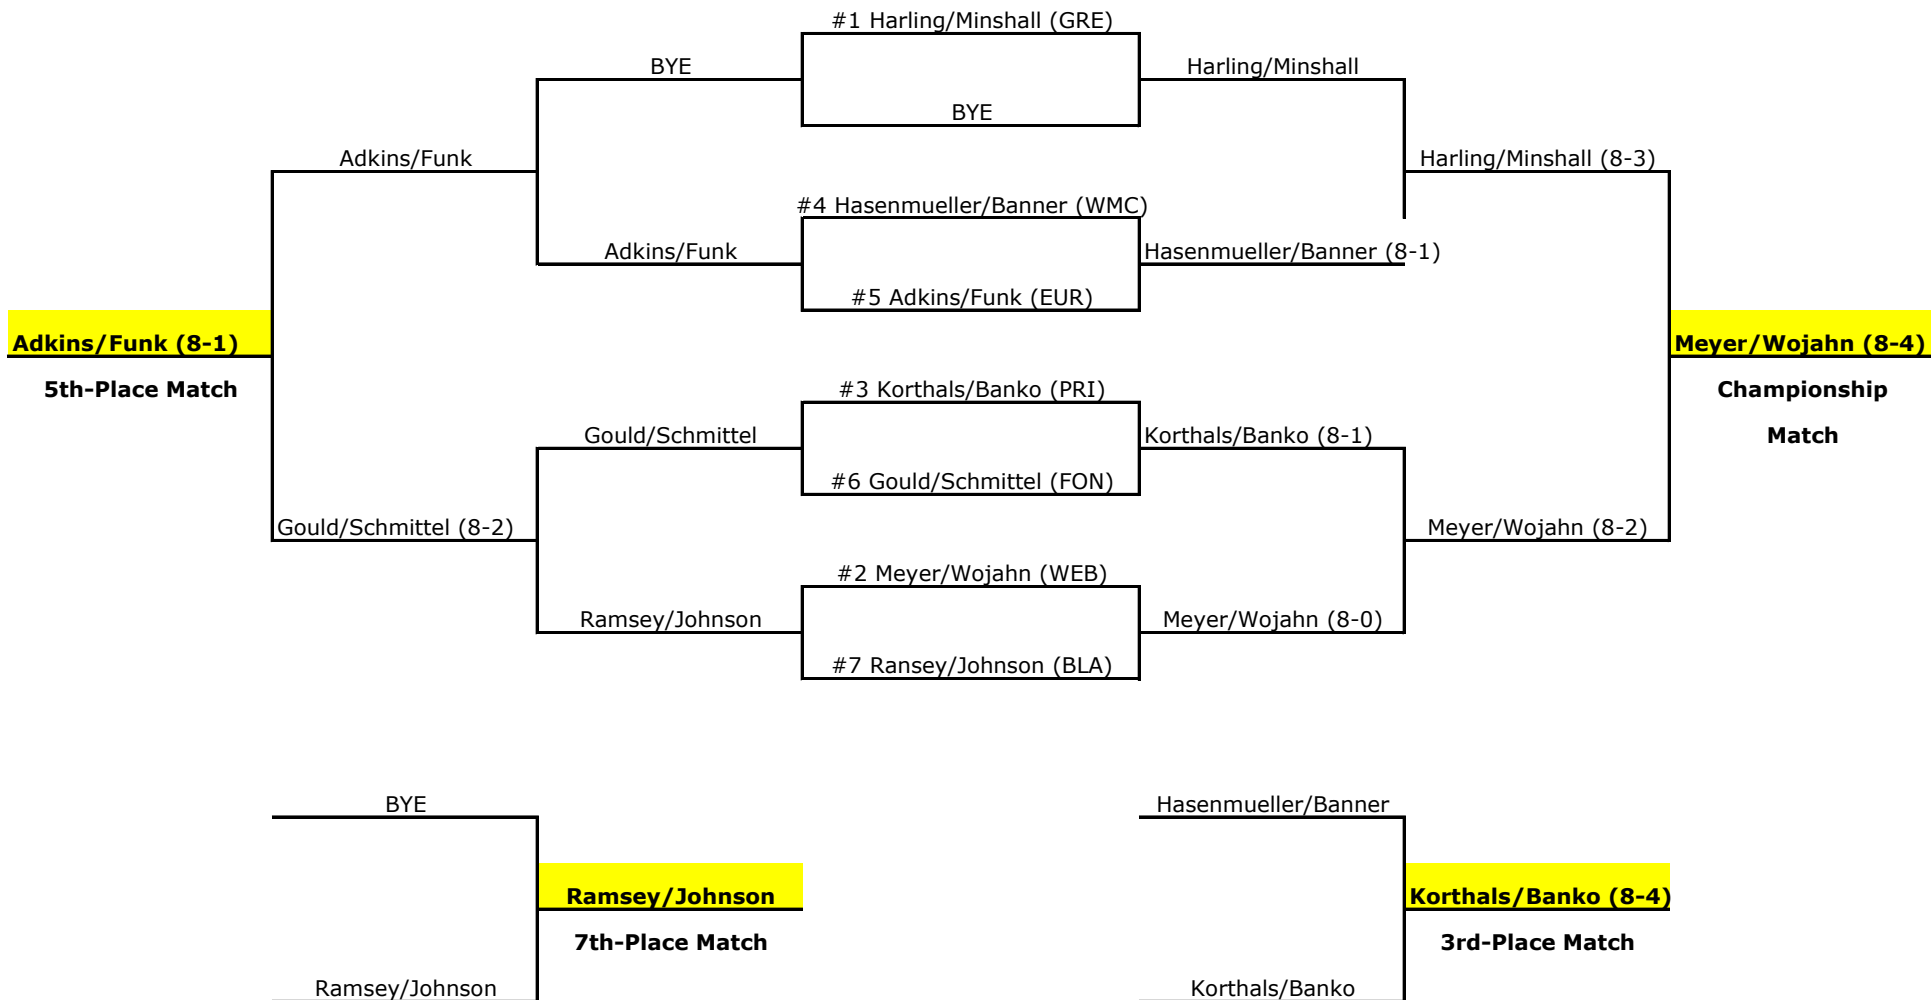 #1 Harling/Minshall (GRE)
BYE
Harling/Minshall
BYE
Adkins/Funk
Harling/Minshall (8-3)
#4 Hasenmueller/Banner (WMC)
Adkins/Funk
Hasenmueller/Banner (8-1)
#5 Adkins/Funk (EUR)
Adkins/Funk (8-1)
Meyer/Wojahn (8-4)
5th-Place Match
#3 Korthals/Banko (PRI)
Championship
Gould/Schmittel
Korthals/Banko (8-1)
Match
#6 Gould/Schmittel (FON)
Gould/Schmittel (8-2)
Meyer/Wojahn (8-2)
#2 Meyer/Wojahn (WEB)
Ramsey/Johnson
Meyer/Wojahn (8-0)
#7 Ransey/Johnson (BLA)
BYE
Hasenmueller/Banner
Ramsey/Johnson
Korthals/Banko (8-4)
7th-Place Match
3rd-Place Match
Ramsey/Johnson
Korthals/Banko